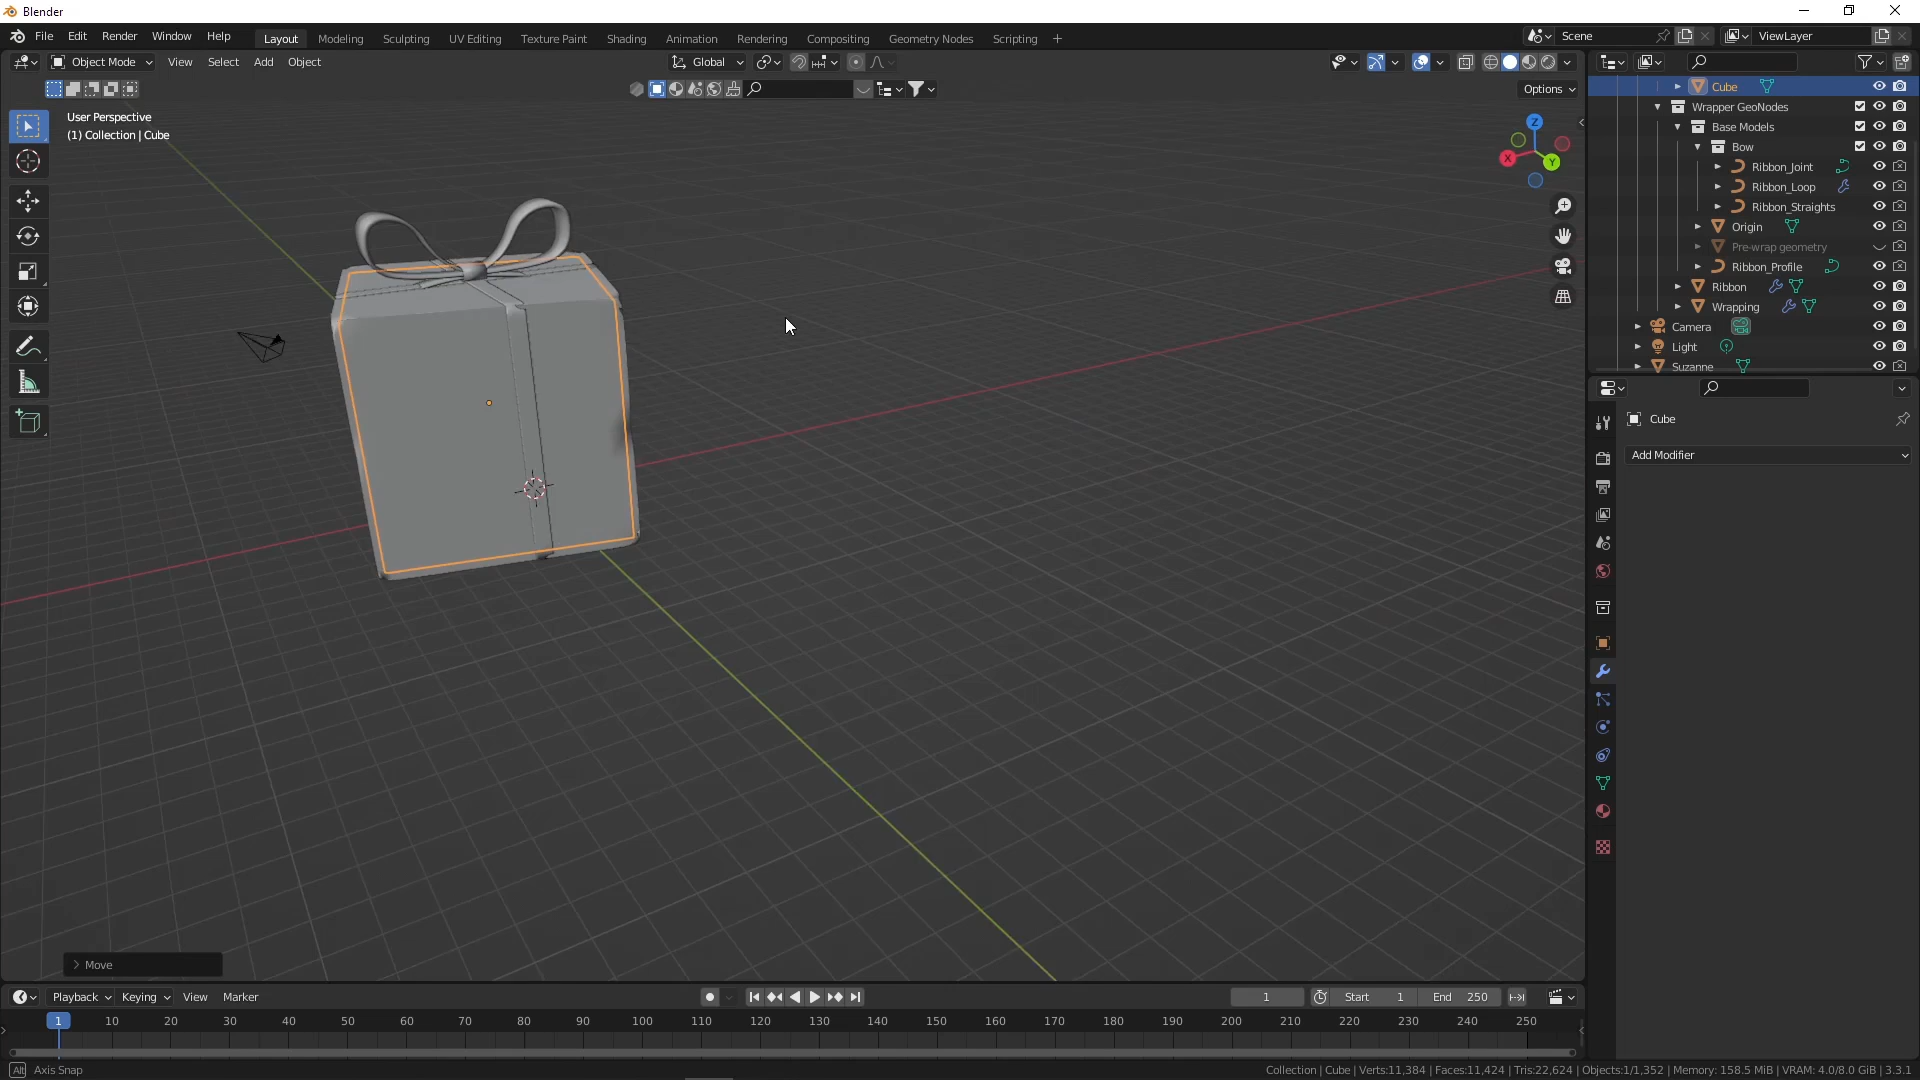 Blender
File Edit Render Window Help
Layout Modeling Sculpting UV Editing Texture Paint Shading Animation Rendering Compositing Geometry Nodes Scripting +
Scene
ViewLayer
Object Mode View Select Add Object
Global
Options
User Perspective
(1) Collection | Cube
Z
X
Y
Cube
Wrapper GeoNodes
Base Models
Bow
Ribbon_Joint
Ribbon_Loop
Ribbon_Straights
Origin
Pre-wrap geometry
Ribbon_Profile
Ribbon
Wrapping
Camera
Light
Suzanne
Cube
Add Modifier
> Move
Playback Keying View Marker
1
Start 1
End 250
1 10 20 30 40 50 60 70 80 90 100 110 120 130 140 150 160 170 180 190 200 210 220 230 240 250
Alt Axis Snap
Collection | Cube | Verts:11,384 | Faces:11,424 | Tris:22,624 | Objects:1/1,352 | Memory: 158.5 MiB | VRAM: 4.0/8.0 GiB | 3.3.1